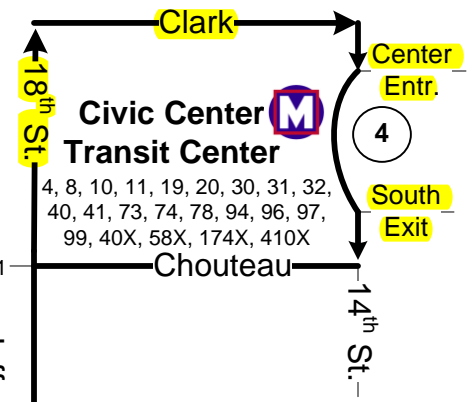 Clark
Center
Entr.
18th St.
Civic Center M
Transit Center
4
4, 8, 10, 11, 19, 20, 30, 31, 32,
40, 41, 73, 74, 78, 94, 96, 97,
99, 40X, 58X, 174X, 410X
South
Exit
Chouteau
14th St.